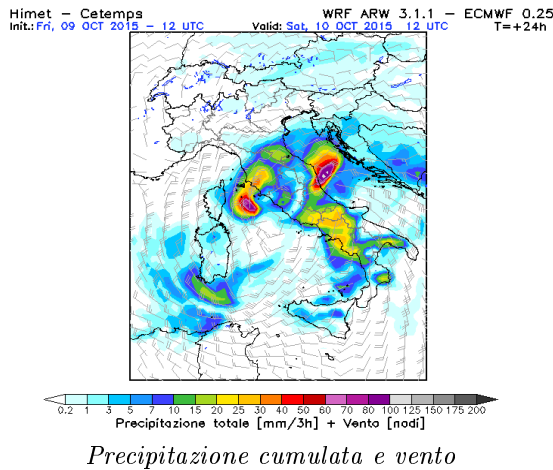 Himet – Cetemps WRF ARW 3.1.1 – ECMWF 0.25
Init.: Fri, 09 OCT 2015 – 12 UTC Valid: Sat, 10 OCT 2015 12 UTC T=+24h
0.2 1 3 5 7 10 15 20 25 30 40 50 60 70 80 100 125 150 175 200
Precipitazione totale [mm/3h] + Vento [nodi]
Precipitazione cumulata e vento